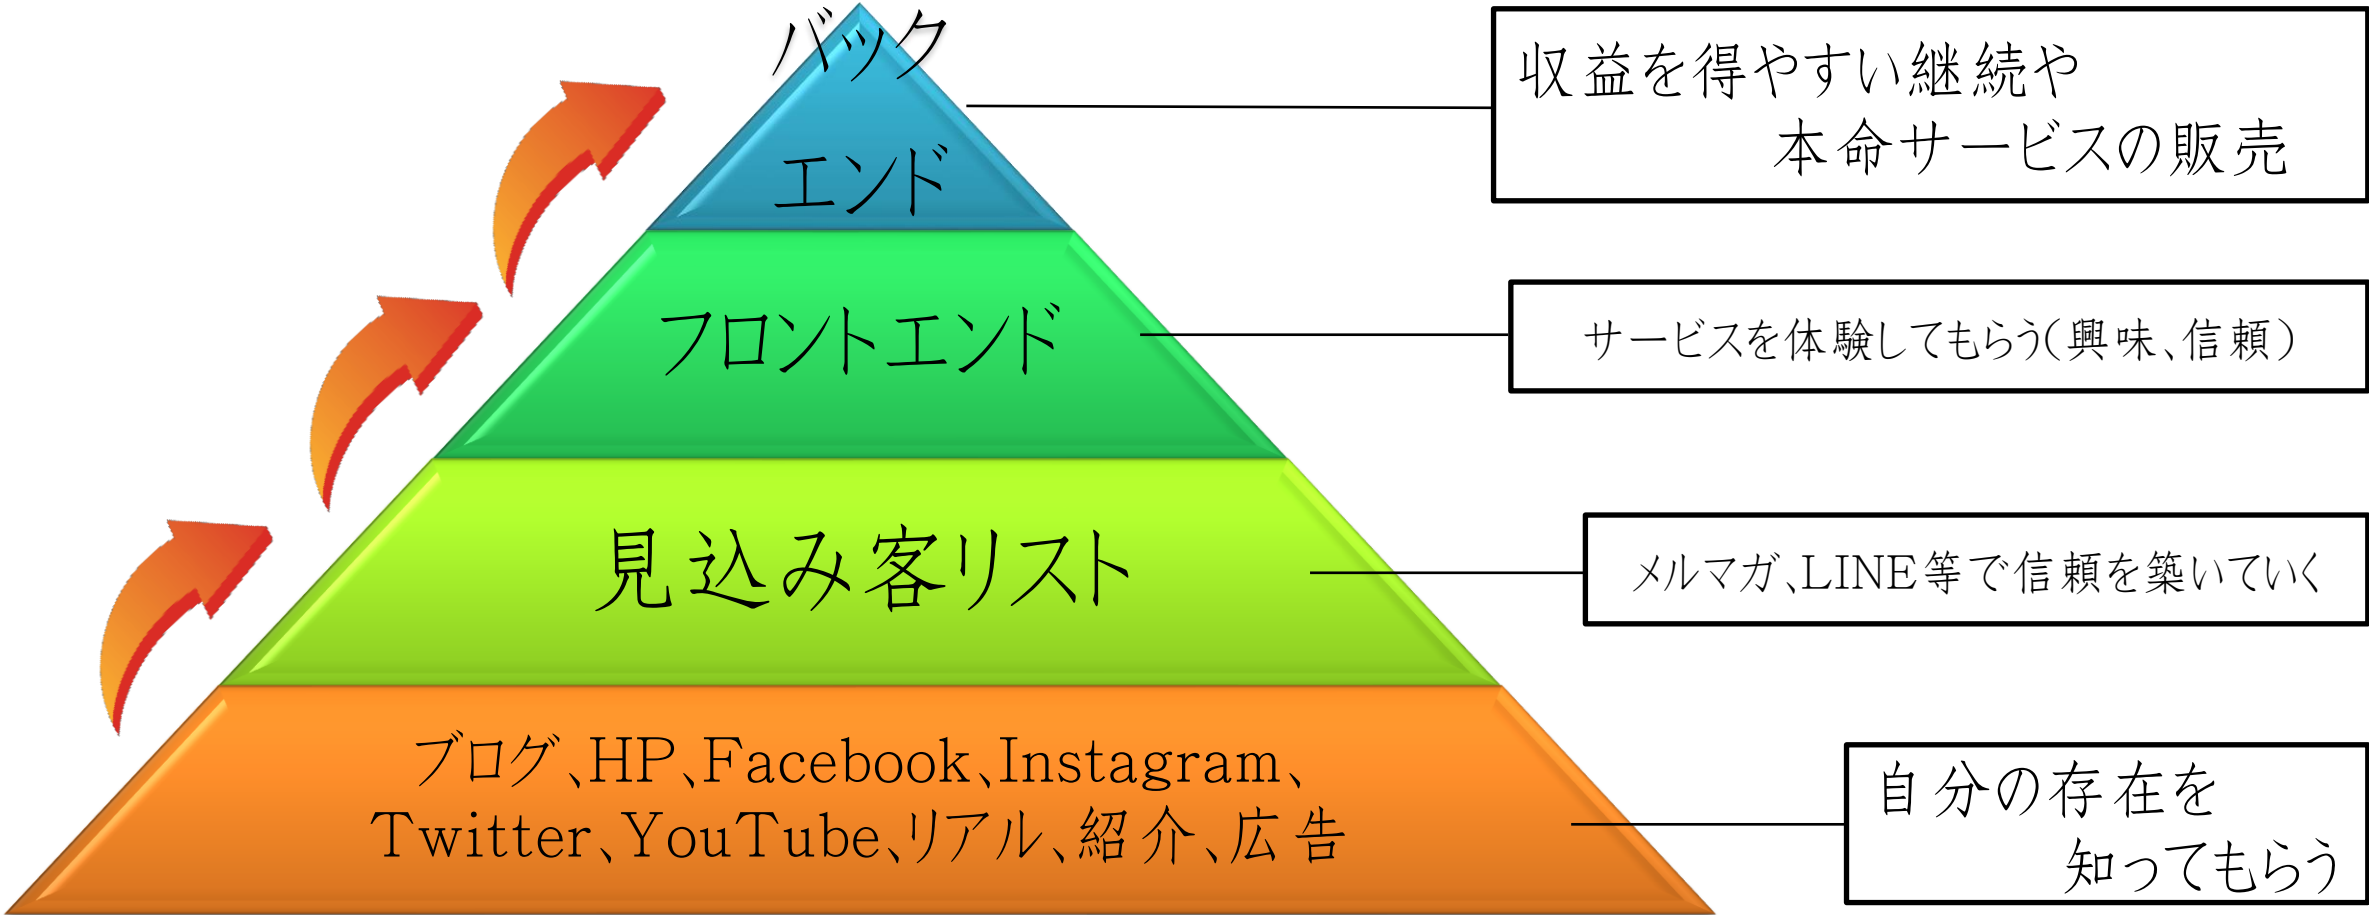 バック
エンド
収益を得やすい継続や
本命サービスの販売
フロントエンド
サービスを体験してもらう（興味、信頼）
見込み客リスト
メルマガ、LINE等で信頼を築いていく
ブログ、HP、Facebook、Instagram、
Twitter、YouTube、リアル、紹介、広告
自分の存在を
知ってもらう